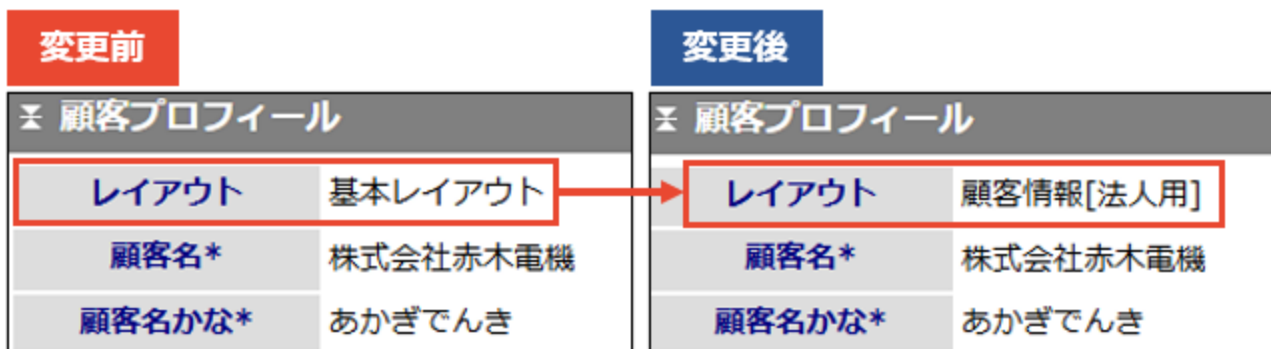 変更前
顧客プロフィール
レイアウト 基本レイアウト
顧客名* 株式会社赤木電機
顧客名かな* あかぎでんき
変更後
顧客プロフィール
レイアウト 顧客情報[法人用]
顧客名* 株式会社赤木電機
顧客名かな* あかぎでんき